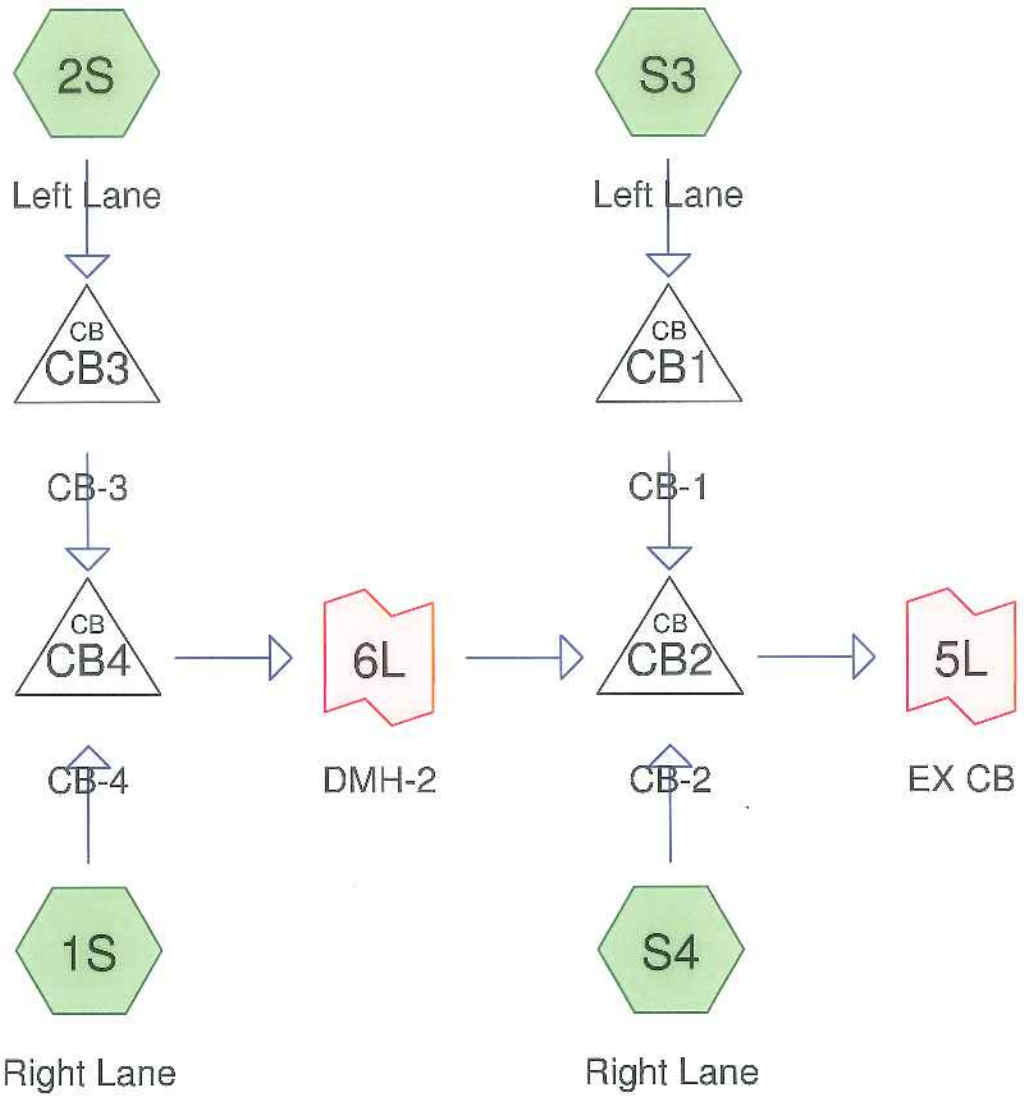 2S
S3
Left Lane
Left Lane
CB
CB3
CB
CB1
CB-3
CB-1
CB
CB4
6L
CB
CB2
5L
CB-4
DMH-2
CB-2
EX CB
1S
S4
Right Lane
Right Lane